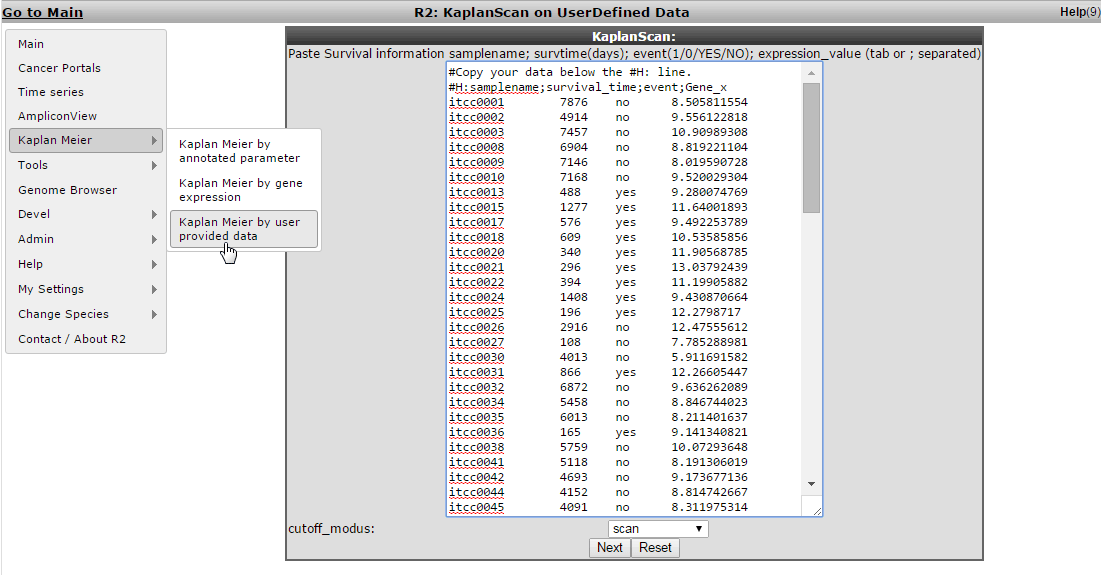 Go to Main
R2: KaplanScan on UserDefined Data
Help(9)
Main
Cancer Portals
Time series
AmpliconView
Kaplan Meier
Tools
Genome Browser
Devel
Admin
Help
My Settings
Change Species
Contact / About R2
Kaplan Meier by
annotated parameter
Kaplan Meier by gene
expression
Kaplan Meier by user
provided data
KaplanScan:
Paste Survival information samplename; survtime(days); event(1/0/YES/NO); expression_value (tab or ; separated)
#Copy your data below the #H: line.
#H:samplename;survival_time;event;Gene_x
itcc0001 7876 no 8.505811554
itcc0002 4914 no 9.556122818
itcc0003 7457 no 10.90989308
itcc0008 6904 no 8.819221104
itcc0009 7146 no 8.019590728
itcc0010 7168 no 9.520029304
itcc0013 488 yes 9.280074769
itcc0015 1277 yes 11.64001893
itcc0017 576 yes 9.492253789
itcc0018 609 yes 10.53585856
itcc0020 340 yes 11.90568785
itcc0021 296 yes 13.03792439
itcc0022 394 yes 11.19905882
itcc0024 1408 yes 9.430870664
itcc0025 196 yes 12.2798717
itcc0026 2916 no 12.47555612
itcc0027 108 no 7.785288981
itcc0030 4013 no 5.911691582
itcc0031 866 yes 12.26605447
itcc0032 6872 no 9.636262089
itcc0034 5458 no 8.846744023
itcc0035 6013 no 8.211401637
itcc0036 165 yes 9.141340821
itcc0038 5759 no 10.07293648
itcc0041 5118 no 8.191306019
itcc0042 4693 no 9.173677136
itcc0044 4152 no 8.814742667
itcc0045 4091 no 8.311975314
cutoff_modus:
scan
Next Reset